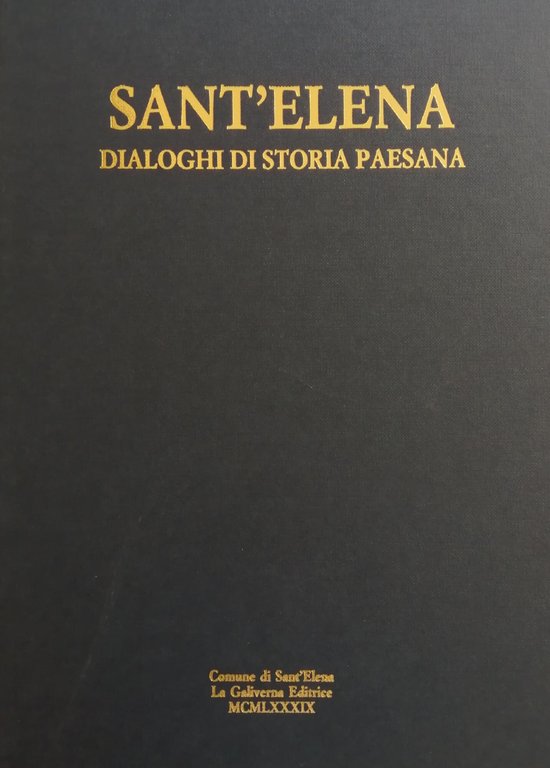 SANT'ELENA
DIALOGHI DI STORIA PAESANA
Comune di Sant'Elena
La Galiverna Editrice
MCMLXXXIX